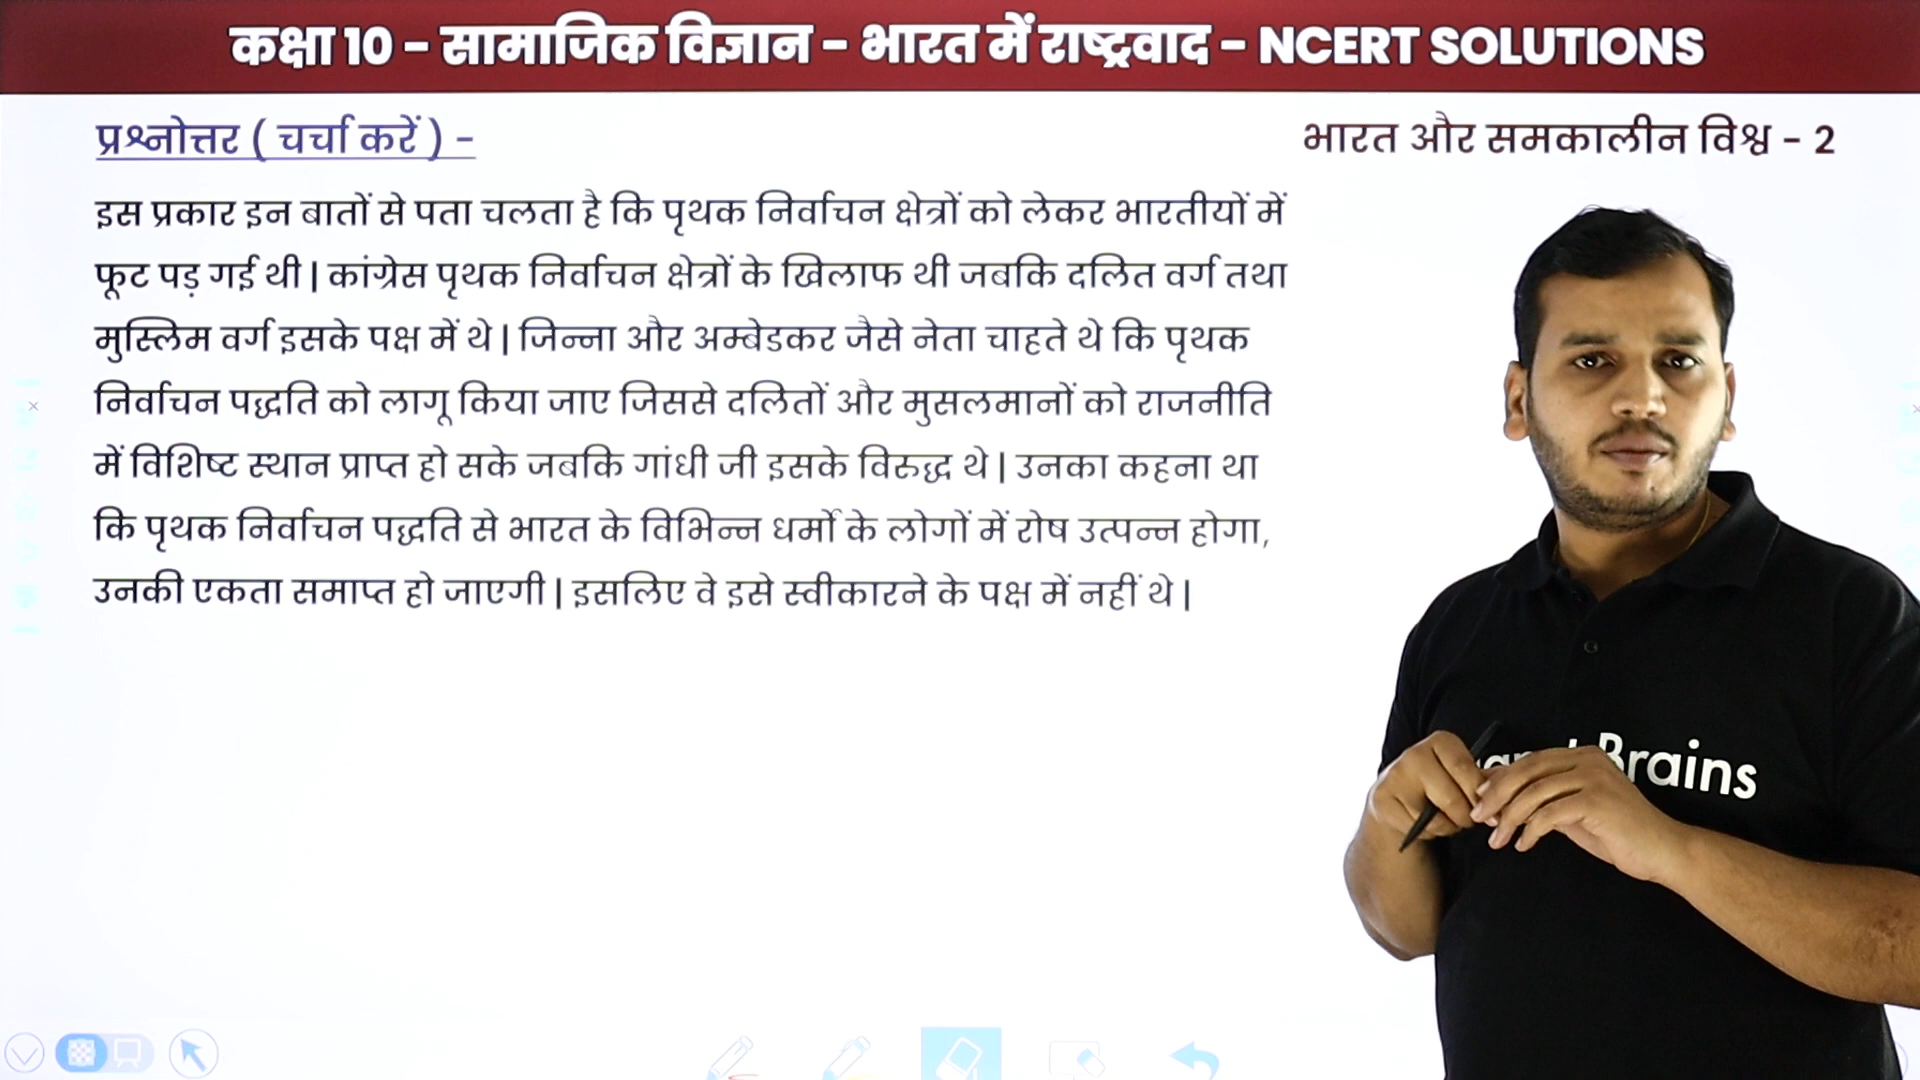 कक्षा 10 – सामाजिक विज्ञान – भारत में राष्ट्रवाद – NCERT SOLUTIONS
प्रश्नोत्तर ( चर्चा करें ) –
भारत और समकालीन विश्व – 2
इस प्रकार इन बातों से पता चलता है कि पृथक निर्वाचन क्षेत्रों को लेकर भारतीयों में
फूट पड़ गई थी | कांग्रेस पृथक निर्वाचन क्षेत्रों के खिलाफ थी जबकि दलित वर्ग तथा
मुस्लिम वर्ग इसके पक्ष में थे | जिन्ना और अम्बेडकर जैसे नेता चाहते थे कि पृथक
निर्वाचन पद्धति को लागू किया जाए जिससे दलितों और मुसलमानों को राजनीति
में विशिष्ट स्थान प्राप्त हो सके जबकि गांधी जी इसके विरुद्ध थे | उनका कहना था
कि पृथक निर्वाचन पद्धति से भारत के विभिन्न धर्मों के लोगों में रोष उत्पन्न होगा,
उनकी एकता समाप्त हो जाएगी | इसलिए वे इसे स्वीकारने के पक्ष में नहीं थे |
Brains